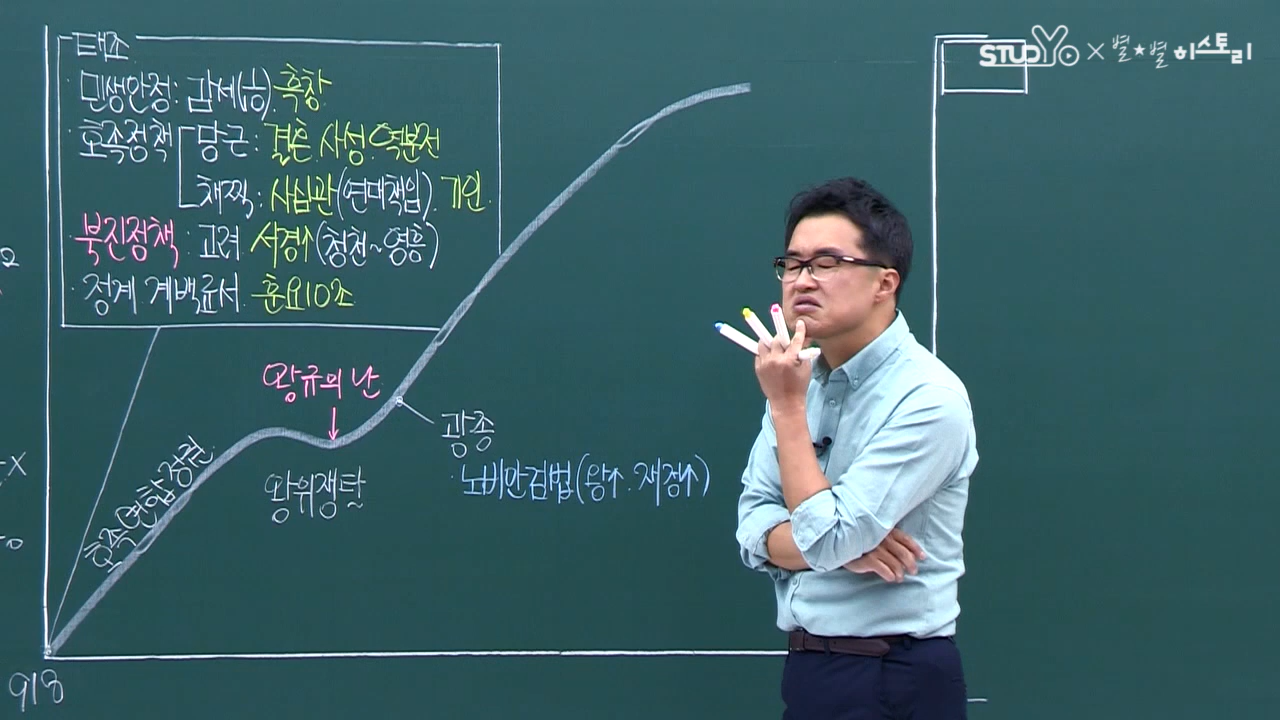 STUDYo × 별★별 히스토리
태조
· 민생안정: 감세(1/10). 흑창
· 호족정책 당근: 결혼. 사성. 역분전
채찍: 사심관(연대책임). 기인.
· 북진정책: 고려 서경↑(청천~영흥)
· 정계 계백료서. 훈요10조
왕규의 난
호족연합정권
왕위쟁탈
광종
· 노비안검법(왕↑. 재정↑)
918